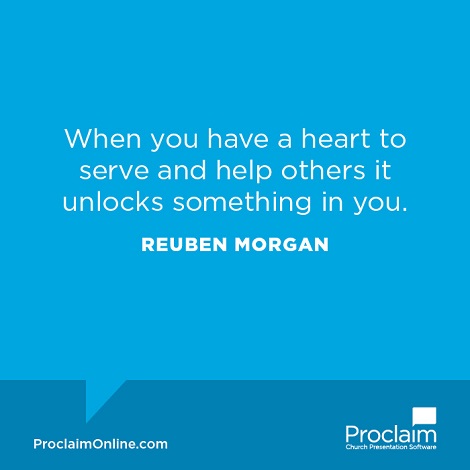 When you have a heart to
serve and help others it
unlocks something in you.
REUBEN MORGAN
ProclaimOnline.com
Proclaim
Church Presentation Software